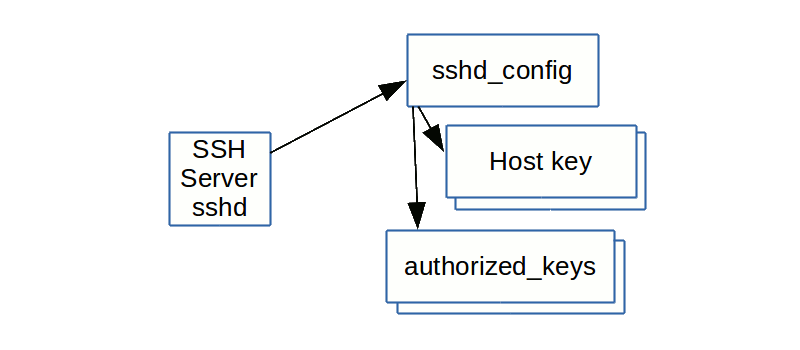 sshd_config
SSH
Server
sshd
Host key
authorized_keys